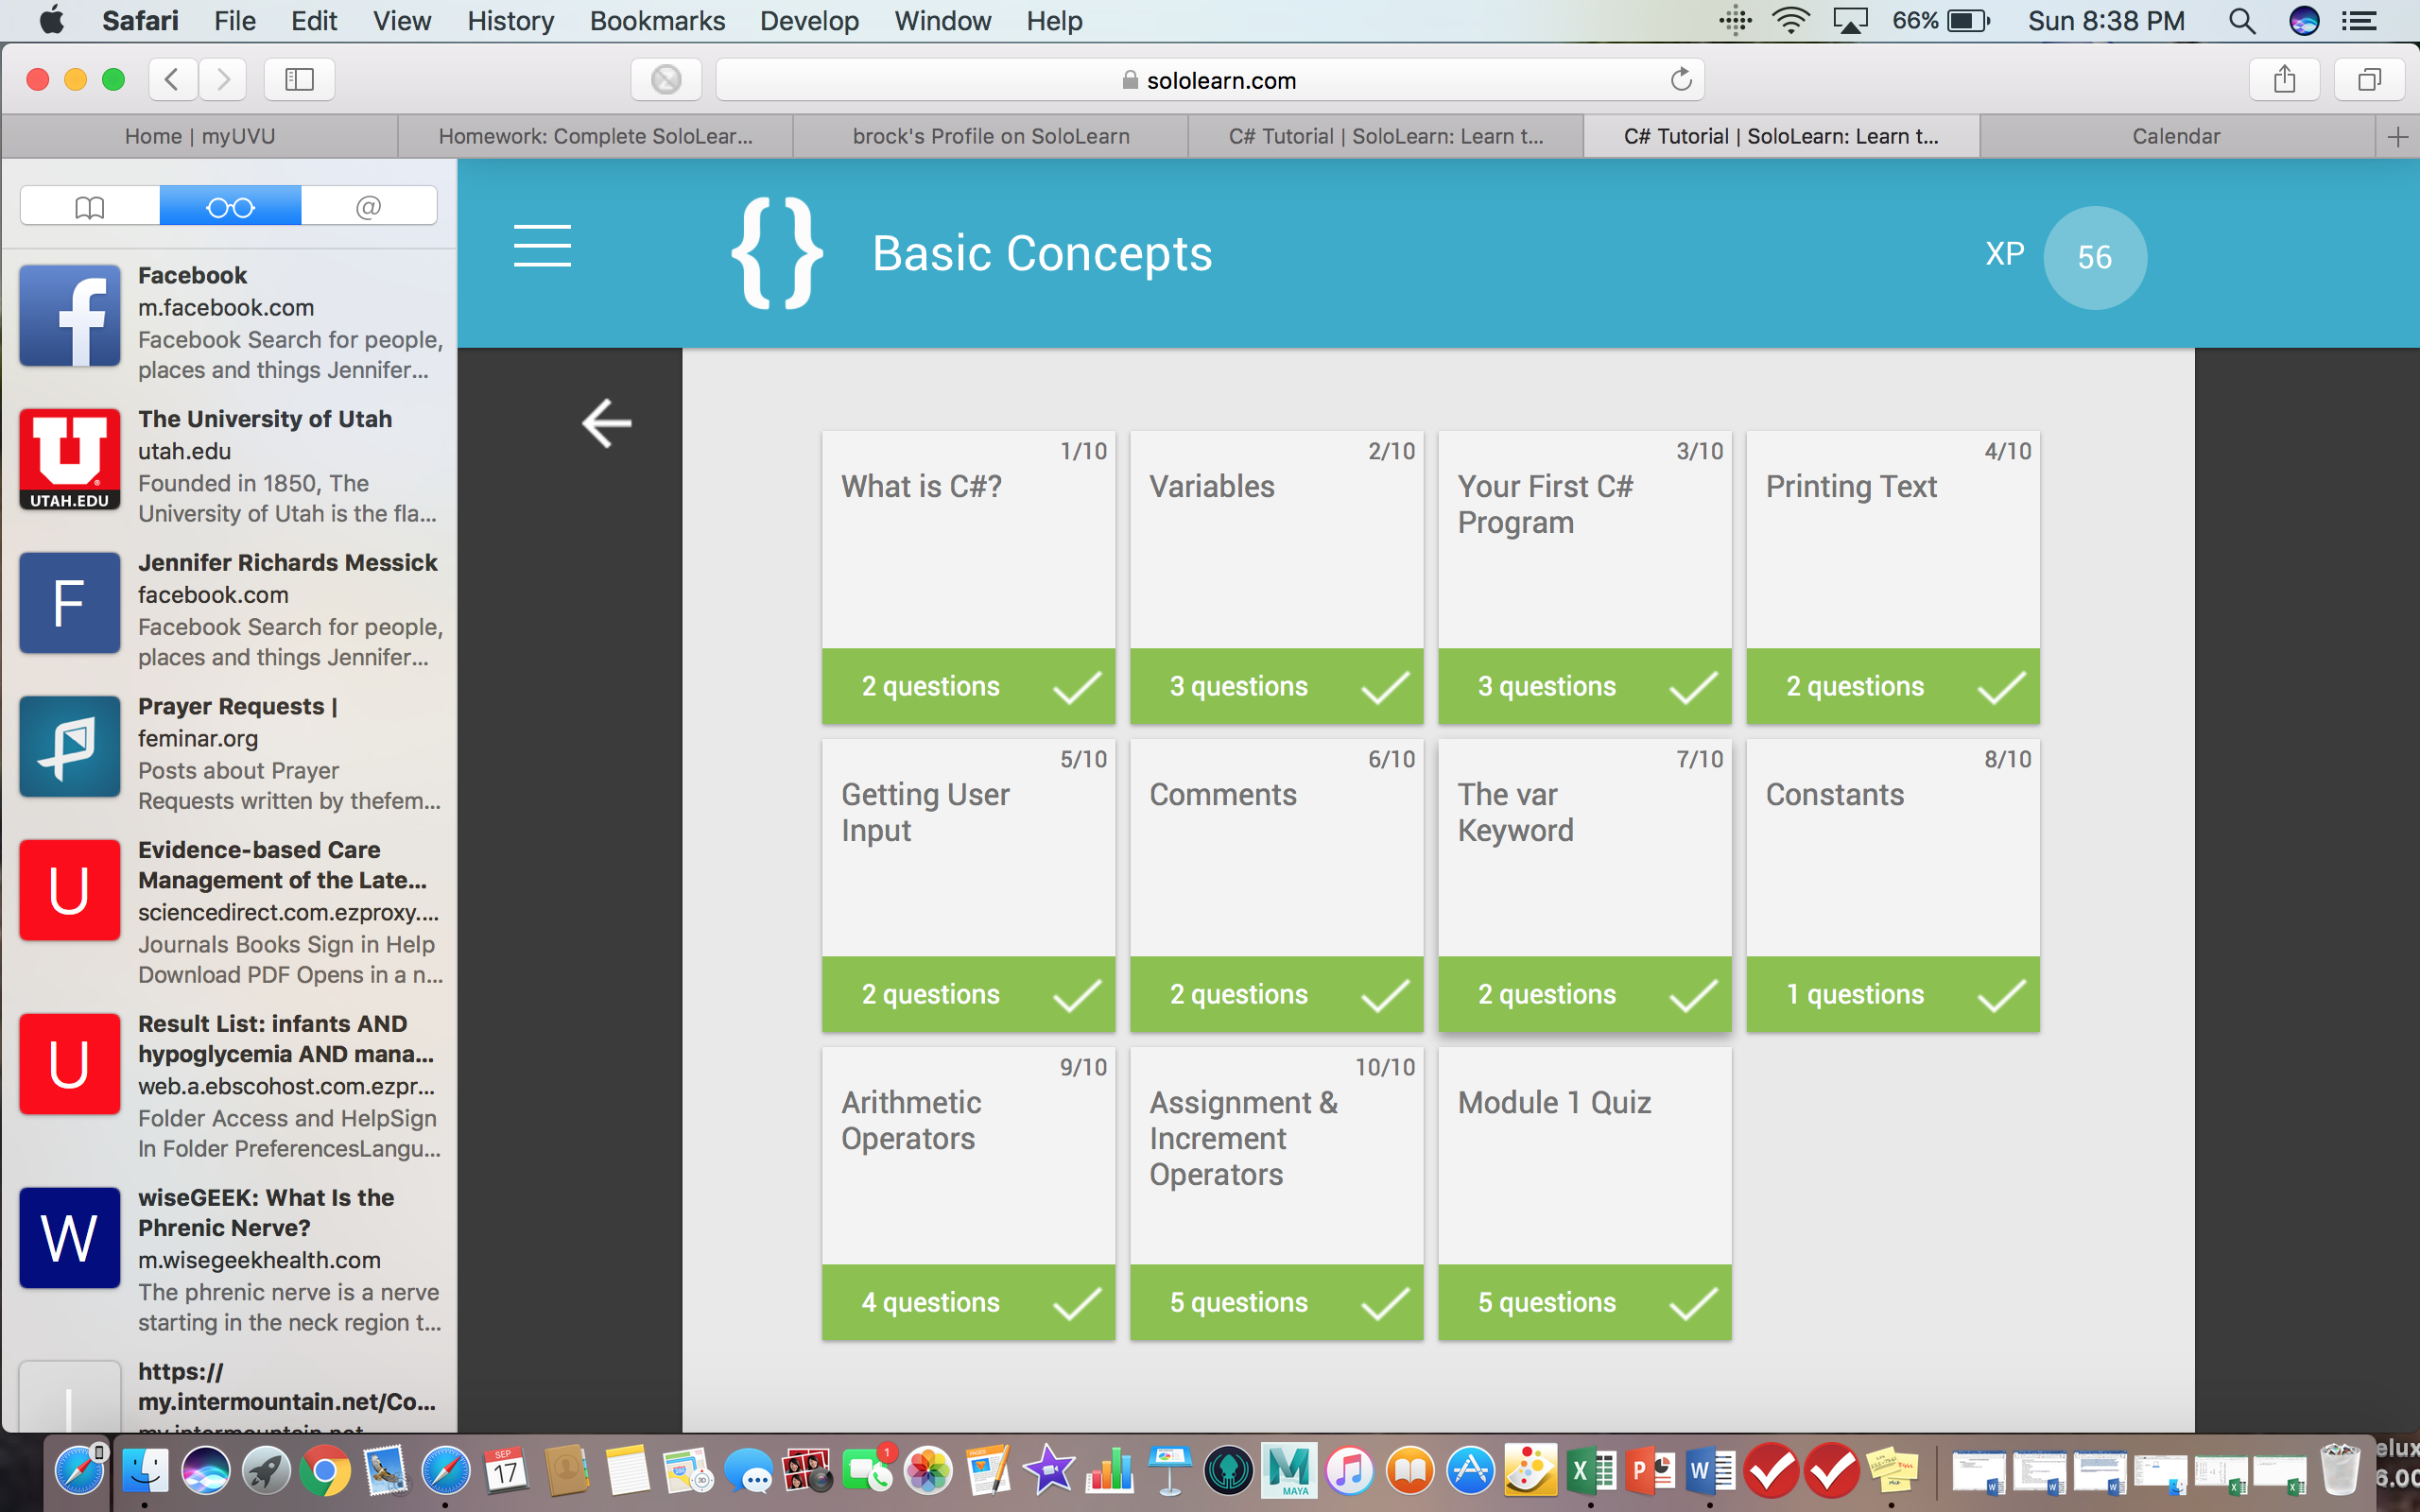 Safari File Edit View History Bookmarks Develop Window Help 66% Sun 8:38 PM
sololearn.com
Home | myUVU
Homework: Complete SoloLear...
brock's Profile on SoloLearn
C# Tutorial | SoloLearn: Learn t...
C# Tutorial | SoloLearn: Learn t...
Calendar
@
Facebook
m.facebook.com
Facebook Search for people,
places and things Jennifer...
UTAH.EDU
The University of Utah
utah.edu
Founded in 1850, The
University of Utah is the fla...
F
Jennifer Richards Messick
facebook.com
Facebook Search for people,
places and things Jennifer...
Prayer Requests |
feminar.org
Posts about Prayer
Requests written by thefem...
U
Evidence-based Care
Management of the Late...
sciencedirect.com.ezproxy....
Journals Books Sign in Help
Download PDF Opens in a n...
U
Result List: infants AND
hypoglycemia AND mana...
web.a.ebscohost.com.ezpr...
Folder Access and HelpSign
In Folder PreferencesLangu...
W
wiseGEEK: What Is the
Phrenic Nerve?
m.wisegeekhealth.com
The phrenic nerve is a nerve
starting in the neck region t...
https://
my.intermountain.net/Co...
my.intermountain.net
{} Basic Concepts
XP 56
1/10
What is C#?
2 questions
2/10
Variables
3 questions
3/10
Your First C#
Program
3 questions
4/10
Printing Text
2 questions
5/10
Getting User
Input
2 questions
6/10
Comments
2 questions
7/10
The var
Keyword
2 questions
8/10
Constants
1 questions
9/10
Arithmetic
Operators
4 questions
10/10
Assignment &
Increment
Operators
5 questions
Module 1 Quiz
5 questions
SEP
17
1
MAYA
elux
6.00